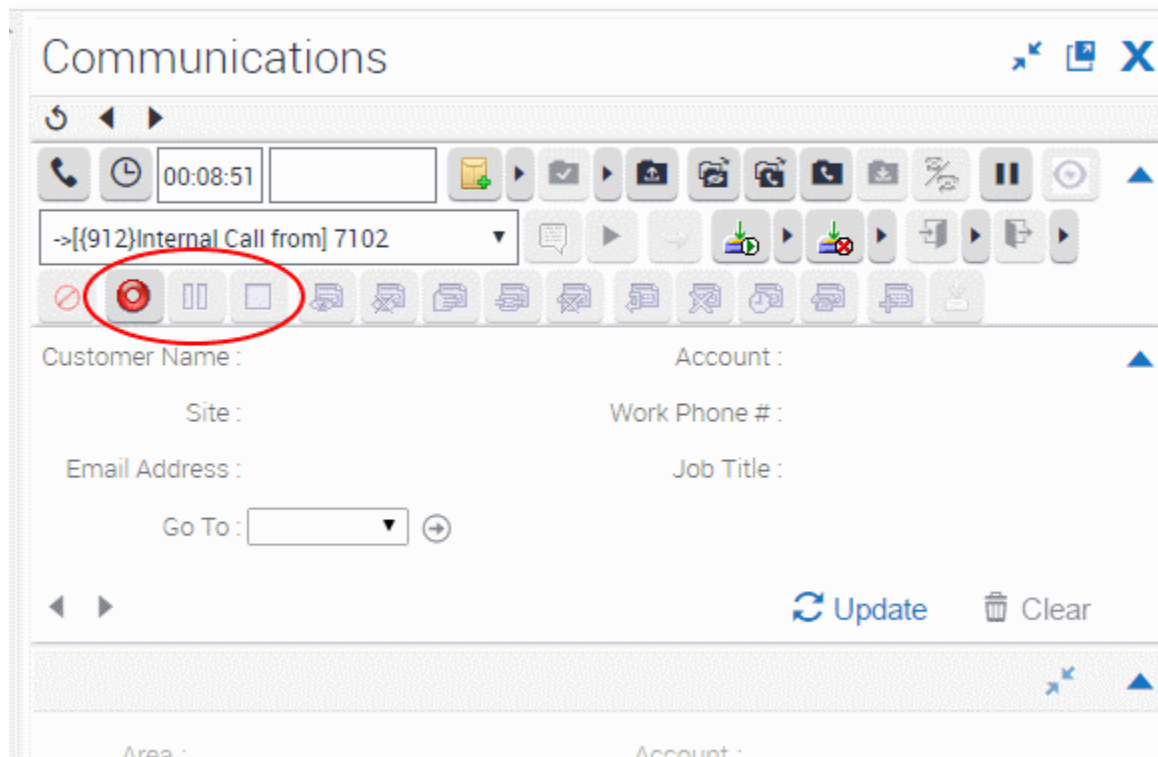 Communications
00:08:51
->[{912}Internal Call from] 7102
Customer Name :
Account :
Site :
Work Phone # :
Email Address :
Job Title :
Go To :
Update
Clear
Area :
Account :